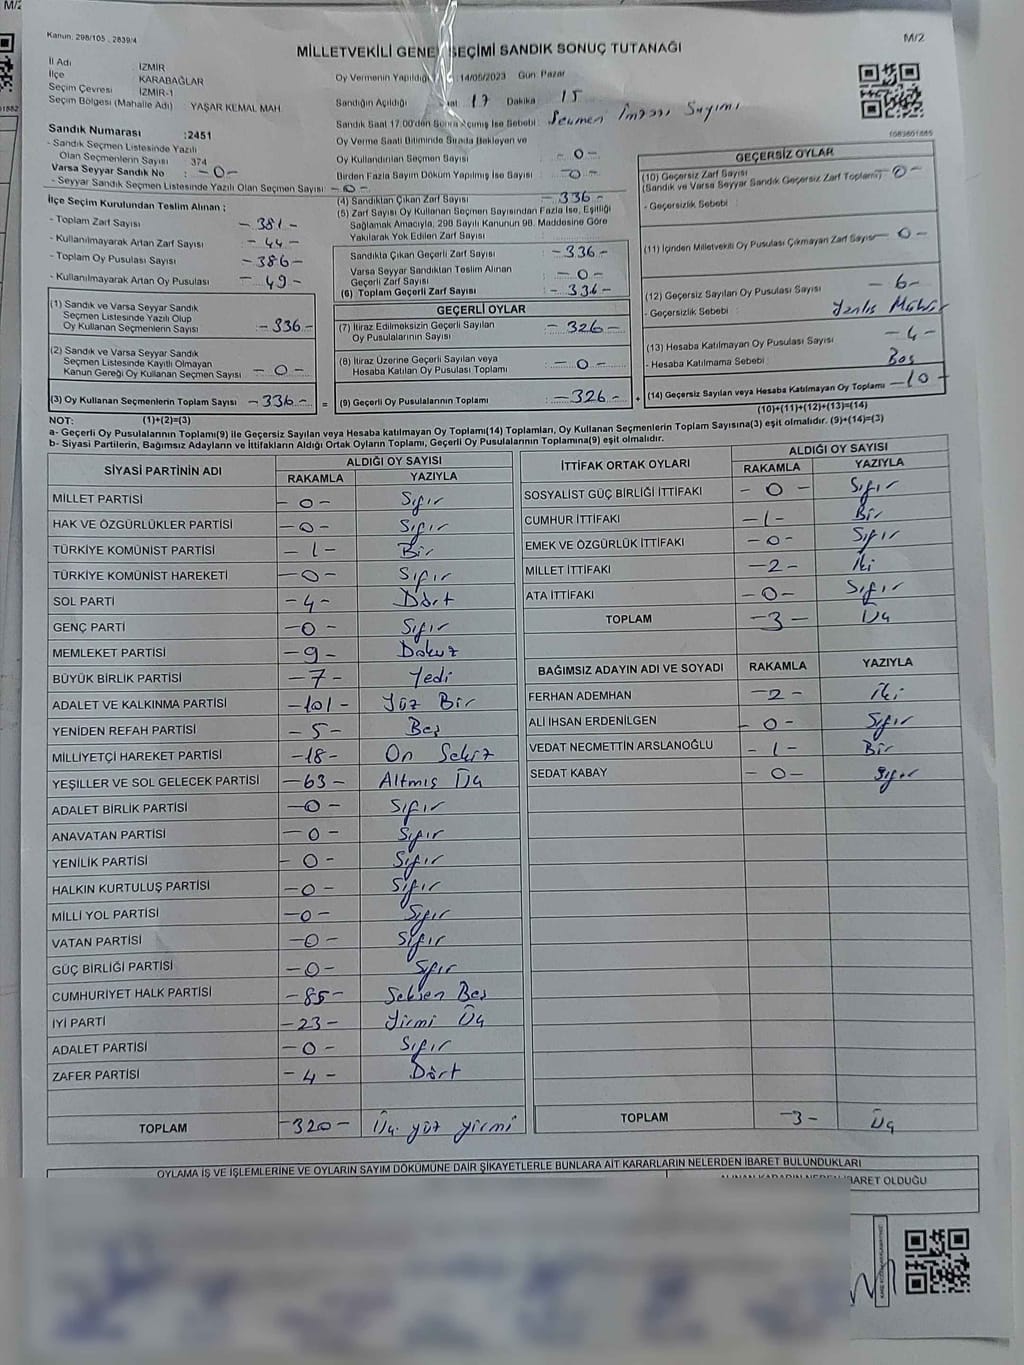 M/2
Kanun: 298/105 , 2839/4
MİLLETVEKİLİ GENEL SEÇİMİ SANDIK SONUÇ TUTANAĞI
M/2
İl Adı : İZMİR
İlçe : KARABAĞLAR
Seçim Çevresi : İZMİR-1
Seçim Bölgesi (Mahalle Adı) : YAŞAR KEMAL MAH
Oy Vermenin Yapıldığı 14/05/2023 Gün Pazar
Sandığın Açıldığı Saat 17 Dakika 15
Sandık Saat 17:00'den Sonra Açılmış İse Sebebi : Seçmen İmzası Sayımı
Oy Verme Saati Bitiminde Sırada Bekleyen ve
Oy Kullandırılan Seçmen Sayısı : - 0 -
Birden Fazla Sayım Döküm Yapılmış İse Sayısı : - 0 -
Sandık Numarası : 2451
- Sandık Seçmen Listesinde Yazılı
Olan Seçmenlerin Sayısı : 374
Varsa Seyyar Sandık No : - 0 -
- Seyyar Sandık Seçmen Listesinde Yazılı Olan Seçmen Sayısı : - 0 -
İlçe Seçim Kurulundan Teslim Alınan ;
- Toplam Zarf Sayısı - 381 -
- Kullanılmayarak Artan Zarf Sayısı - 44 -
- Toplam Oy Pusulası Sayısı - 386 -
- Kullanılmayarak Artan Oy Pusulası - 49 -
(4) Sandıktan Çıkan Zarf Sayısı - 336 -
(5) Zarf Sayısı Oy Kullanan Seçmen Sayısından Fazla İse, Eşitliği
Sağlamak Amacıyla, 298 Sayılı Kanunun 98. Maddesine Göre
Yakılarak Yok Edilen Zarf Sayısı
Sandıkta Çıkan Geçerli Zarf Sayısı - 336 -
Varsa Seyyar Sandıktan Teslim Alınan
Geçerli Zarf Sayısı - 0 -
(6) Toplam Geçerli Zarf Sayısı - 336 -
GEÇERSİZ OYLAR
(10) Geçersiz Zarf Sayısı
(Sandık ve Varsa Seyyar Sandık Geçersiz Zarf Toplamı) - 0 -
- Geçersizlik Sebebi :
(11) İçinden Milletvekili Oy Pusulası Çıkmayan Zarf Sayısı - 0 -
(12) Geçersiz Sayılan Oy Pusulası Sayısı - 6 -
- Geçersizlik Sebebi : Yanlış Mühür
(13) Hesaba Katılmayan Oy Pusulası Sayısı - 4 -
- Hesaba Katılmama Sebebi : Boş
(14) Geçersiz Sayılan veya Hesaba Katılmayan Oy Toplamı - 10 -
(10)+(11)+(12)+(13)=(14)
(1) Sandık ve Varsa Seyyar Sandık
Seçmen Listesinde Yazılı Olup
Oy Kullanan Seçmenlerin Sayısı - 336 -
(2) Sandık ve Varsa Seyyar Sandık
Seçmen Listesinde Kayıtlı Olmayan
Kanun Gereği Oy Kullanan Seçmen Sayısı - 0 -
(3) Oy Kullanan Seçmenlerin Toplam Sayısı - 336 - =
(1)+(2)=(3)
GEÇERLİ OYLAR
(7) İtiraz Edilmeksizin Geçerli Sayılan
Oy Pusulasının Sayısı - 326 -
(8) İtiraz Üzerine Geçerli Sayılan veya
Hesaba Katılan Oy Pusulası Toplamı - 0 -
(9) Geçerli Oy Pusulalarının Toplamı - 326 - +
NOT:
a- Geçerli Oy Pusulalarının Toplamı(9) ile Geçersiz Sayılan veya Hesaba katılmayan Oy Toplamı(14) Toplamları, Oy Kullanan Seçmenlerin Toplam Sayısına(3) eşit olmalıdır. (9)+(14)=(3)
b- Siyasi Partilerin, Bağımsız Adayların ve İttifakların Aldığı Ortak Oyların Toplamı, Geçerli Oy Pusulalarının Toplamına(9) eşit olmalıdır.
SİYASİ PARTİNİN ADI ALDIĞI OY SAYISI
RAKAMLA YAZIYLA
MİLLET PARTİSİ - 0 - Sıfır
HAK VE ÖZGÜRLÜKLER PARTİSİ - 0 - Sıfır
TÜRKİYE KOMÜNİST PARTİSİ - 1 - Bir
TÜRKİYE KOMÜNİST HAREKETİ - 0 - Sıfır
SOL PARTİ - 4 - Dört
GENÇ PARTİ - 0 - Sıfır
MEMLEKET PARTİSİ - 9 - Dokuz
BÜYÜK BİRLİK PARTİSİ - 7 - Yedi
ADALET VE KALKINMA PARTİSİ - 101 - Yüz Bir
YENİDEN REFAH PARTİSİ - 5 - Beş
MİLLİYETÇİ HAREKET PARTİSİ - 18 - On Sekiz
YEŞİLLER VE SOL GELECEK PARTİSİ - 63 - Altmış Üç
ADALET BİRLİK PARTİSİ - 0 - Sıfır
ANAVATAN PARTİSİ - 0 - Sıfır
YENİLİK PARTİSİ - 0 - Sıfır
HALKIN KURTULUŞ PARTİSİ - 0 - Sıfır
MİLLİ YOL PARTİSİ - 0 - Sıfır
VATAN PARTİSİ - 0 - Sıfır
GÜÇ BİRLİĞİ PARTİSİ - 0 - Sıfır
CUMHURİYET HALK PARTİSİ - 85 - Seksen Beş
İYİ PARTİ - 23 - Yirmi Üç
ADALET PARTİSİ - 0 - Sıfır
ZAFER PARTİSİ - 4 - Dört
TOPLAM - 320 - Üç yüz yirmi
İTTİFAK ORTAK OYLARI ALDIĞI OY SAYISI
RAKAMLA YAZIYLA
SOSYALİST GÜÇ BİRLİĞİ İTTİFAKI - 0 - Sıfır
CUMHUR İTTİFAKI - 1 - Bir
EMEK VE ÖZGÜRLÜK İTTİFAKI - 0 - Sıfır
MİLLET İTTİFAKI - 2 - İki
ATA İTTİFAKI - 0 - Sıfır
TOPLAM - 3 - Üç
BAĞIMSIZ ADAYIN ADI VE SOYADI RAKAMLA YAZIYLA
FERHAN ADEMHAN - 2 - İki
ALİ İHSAN ERDENİLGEN - 0 - Sıfır
VEDAT NECMETTİN ARSLANOĞLU - 1 - Bir
SEDAT KABAY - 0 - Sıfır
TOPLAM - 3 - Üç
OYLAMA İŞ VE İŞLEMLERİNE VE OYLARIN SAYIM DÖKÜMÜNE DAİR ŞİKAYETLERLE BUNLARA AİT KARARLARIN NELERDEN İBARET BULUNDUKLARI
ALINAN KARARIN NEDEN İBARET OLDUĞU